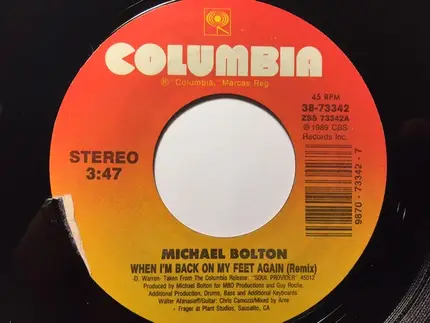 COLUMBIA
® "Columbia," Marcas Reg.
45 RPM
38-73342
ZSS 73342A
© 1989 CBS
Records Inc.
STEREO
3:47
9870 - 73342 - 7
MICHAEL BOLTON
WHEN I'M BACK ON MY FEET AGAIN (Remix)
-D. Warren- Taken From The Columbia Release: "SOUL PROVIDER" 45012
Produced by Michael Bolton for MBO Productions and Guy Roche.
Additional Production, Drums, Bass and Additional Keyboards:
Walter Afanasieff/Guitar: Chris Camozzi/Mixed by Arne
Frager at Plant Studios, Sausalito, CA